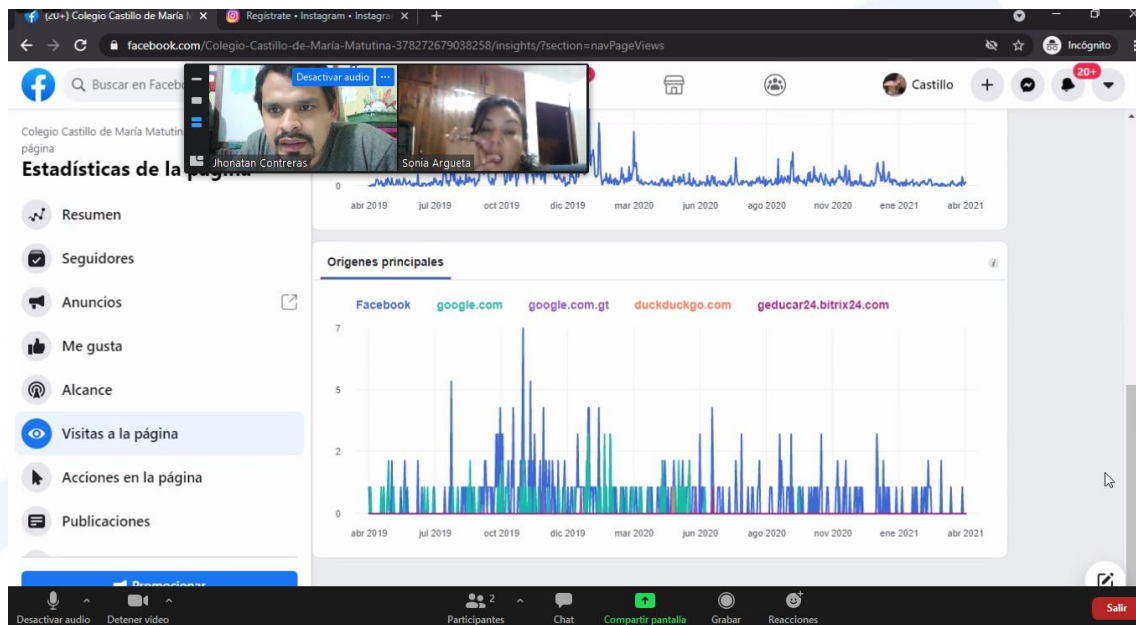 (20+) Colegio Castillo de María M
Regístrate • Instagram • Instagra
facebook.com/Colegio-Castillo-de-María-Matutina-378272679038258/insights/?section=navPageViews
Incógnito
Buscar en Facebo
Desactivar audio
Jhonatan Contreras
Sonia Argueta
Castillo
20+
Colegio Castillo de María Matutin
página
Estadísticas de la página
Resumen
Seguidores
Anuncios
Me gusta
Alcance
Visitas a la página
Acciones en la página
Publicaciones
Promocionar
0
abr 2019 jul 2019 oct 2019 dic 2019 mar 2020 jun 2020 ago 2020 nov 2020 ene 2021 abr 2021
Orígenes principales
Facebook google.com google.com.gt duckduckgo.com geducar24.bitrix24.com
7
5
2
0
abr 2019 jul 2019 oct 2019 dic 2019 mar 2020 jun 2020 ago 2020 nov 2020 ene 2021 abr 2021
Desactivar audio
Detener video
2
Participantes
Chat
Compartir pantalla
Grabar
Reacciones
Salir